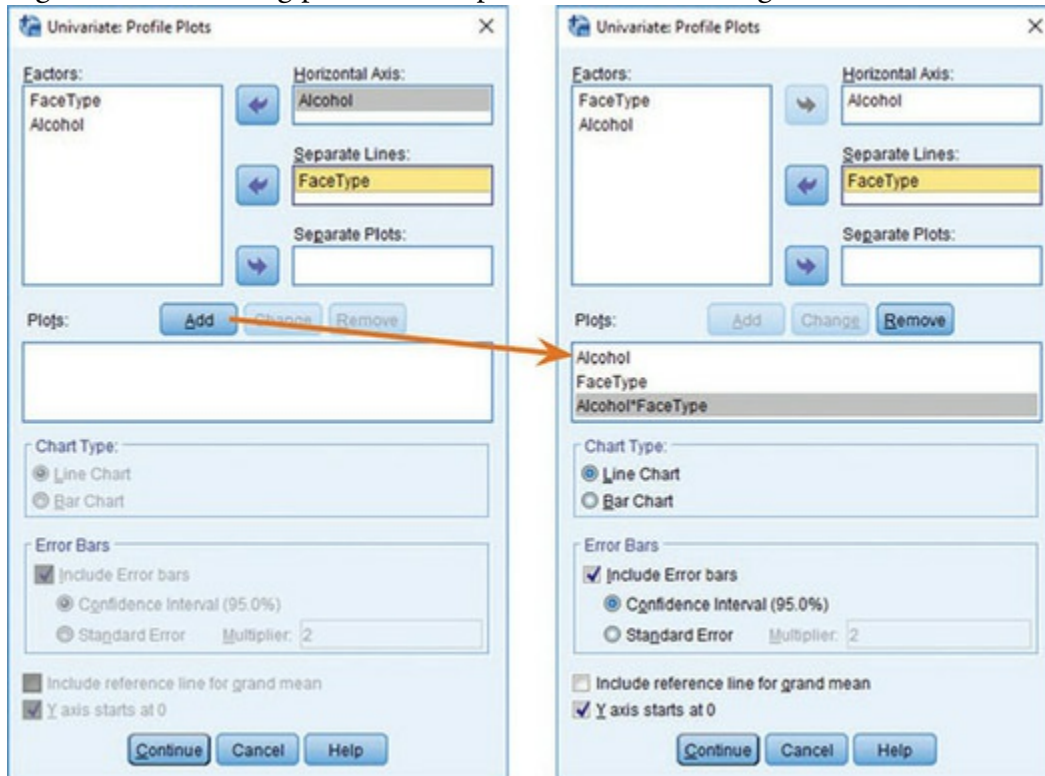 Univariate: Profile Plots
Factors:
FaceType
Alcohol
Horizontal Axis:
Alcohol
Separate Lines:
FaceType
Separate Plots:
Plots: Add Change Remove
Chart Type:
Line Chart
Bar Chart
Error Bars
Include Error bars
Confidence Interval (95.0%)
Standard Error Multiplier: 2
Include reference line for grand mean
Y axis starts at 0
Continue Cancel Help
Univariate: Profile Plots
Factors:
FaceType
Alcohol
Horizontal Axis:
Alcohol
Separate Lines:
FaceType
Separate Plots:
Plots: Add Change Remove
Alcohol
FaceType
Alcohol*FaceType
Chart Type:
Line Chart
Bar Chart
Error Bars
Include Error bars
Confidence Interval (95.0%)
Standard Error Multiplier: 2
Include reference line for grand mean
Y axis starts at 0
Continue Cancel Help